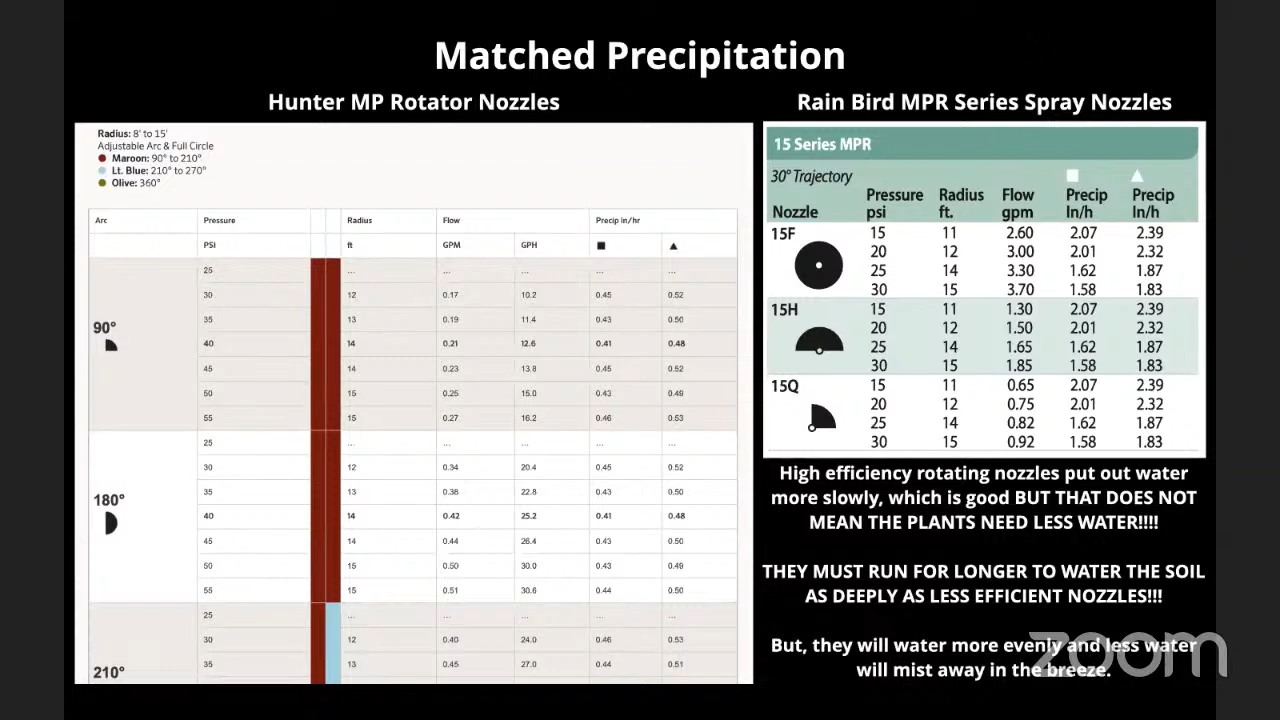 Matched Precipitation
Hunter MP Rotator Nozzles
Radius: 8' to 15'
Adjustable Arc & Full Circle
Maroon: 90° to 210°
Lt. Blue: 210° to 270°
Olive: 360°
Arc Pressure Radius Flow Precip in/hr
PSI ft GPM GPH ■ ▲
25 ... ... ... ... ...
30 12 0.17 10.2 0.45 0.52
35 13 0.19 11.4 0.43 0.50
90°
40 14 0.21 12.6 0.41 0.48
45 14 0.23 13.8 0.45 0.52
50 15 0.25 15.0 0.43 0.49
55 15 0.27 16.2 0.46 0.53
25 ... ... ... ... ...
30 12 0.34 20.4 0.45 0.52
35 13 0.38 22.8 0.43 0.50
180°
40 14 0.42 25.2 0.41 0.48
45 14 0.44 26.4 0.43 0.50
50 15 0.50 30.0 0.43 0.49
55 15 0.51 30.6 0.44 0.50
25 ... ... ... ... ...
30 12 0.40 24.0 0.46 0.53
35 13 0.45 27.0 0.44 0.51
210°
Rain Bird MPR Series Spray Nozzles
15 Series MPR
30° Trajectory
Pressure Radius Flow Precip Precip
Nozzle psi ft. gpm In/h In/h
15F 15 11 2.60 2.07 2.39
20 12 3.00 2.01 2.32
25 14 3.30 1.62 1.87
30 15 3.70 1.58 1.83
15H 15 11 1.30 2.07 2.39
20 12 1.50 2.01 2.32
25 14 1.65 1.62 1.87
30 15 1.85 1.58 1.83
15Q 15 11 0.65 2.07 2.39
20 12 0.75 2.01 2.32
25 14 0.82 1.62 1.87
30 15 0.92 1.58 1.83
High efficiency rotating nozzles put out water
more slowly, which is good BUT THAT DOES NOT
MEAN THE PLANTS NEED LESS WATER!!!!
THEY MUST RUN FOR LONGER TO WATER THE SOIL
AS DEEPLY AS LESS EFFICIENT NOZZLES!!!
But, they will water more evenly and less water
will mist away in the breeze.
zoom